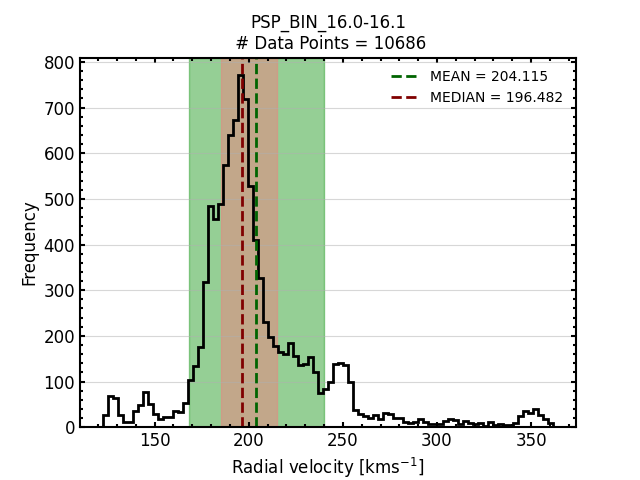 PSP_BIN_16.0-16.1
# Data Points = 10686
MEAN = 204.115
MEDIAN = 196.482
800
700
600
500
400
300
200
100
0
Frequency
150 200 250 300 350
Radial velocity [kms⁻¹]